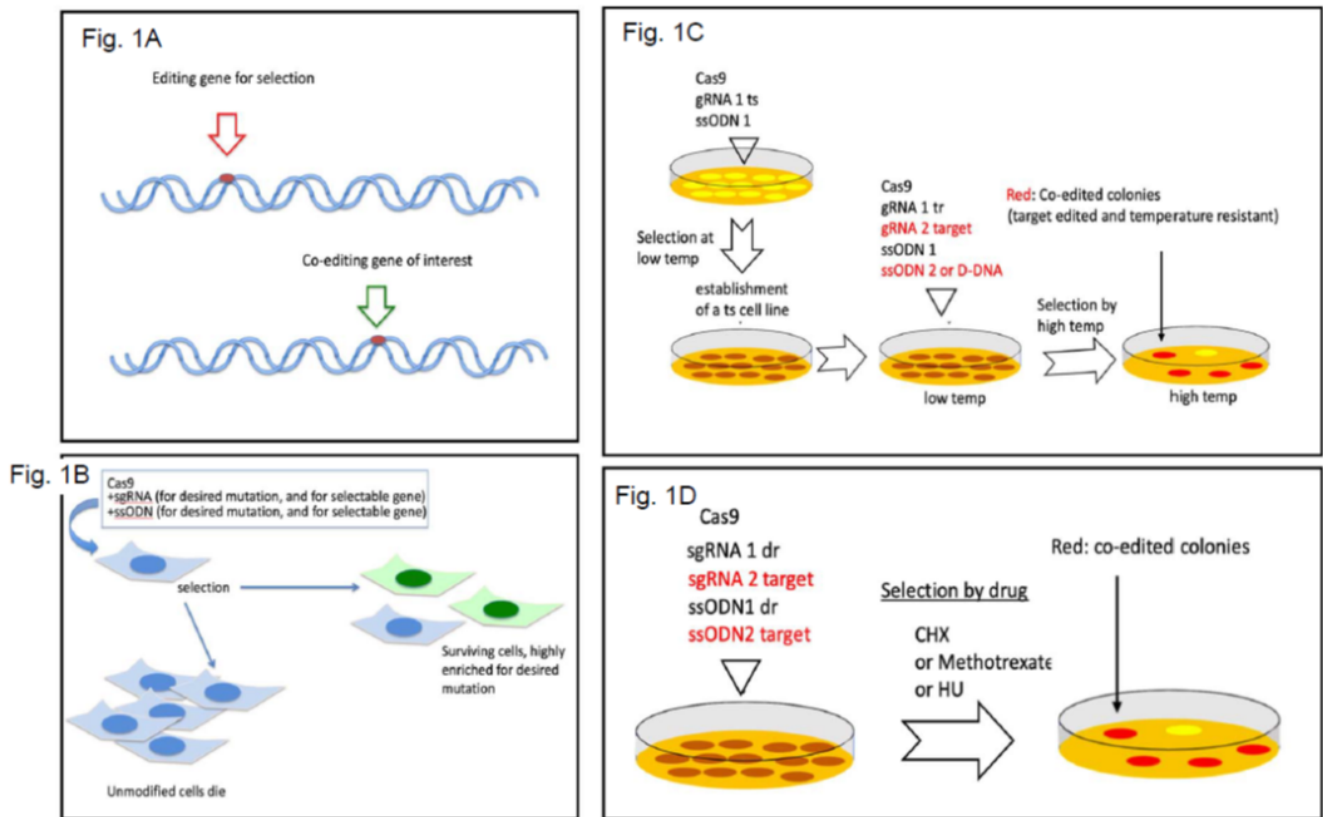 Fig. 1A
Editing gene for selection
Co-editing gene of interest
Fig. 1B
Cas9
+sgRNA (for desired mutation, and for selectable gene)
+ssODN (for desired mutation, and for selectable gene)
selection
Surviving cells, highly
enriched for desired
mutation
Unmodified cells die
Fig. 1C
Cas9
gRNA 1 ts
ssODN 1
Selection at
low temp
establishment
of a ts cell line
Cas9
gRNA 1 tr
gRNA 2 target
ssODN 1
ssODN 2 or D-DNA
low temp
Selection by
high temp
Red: Co-edited colonies
(target edited and temperature resistant)
high temp
Fig. 1D
Cas9
sgRNA 1 dr
sgRNA 2 target
ssODN1 dr
ssODN2 target
Selection by drug
CHX
or Methotrexate
or HU
Red: co-edited colonies